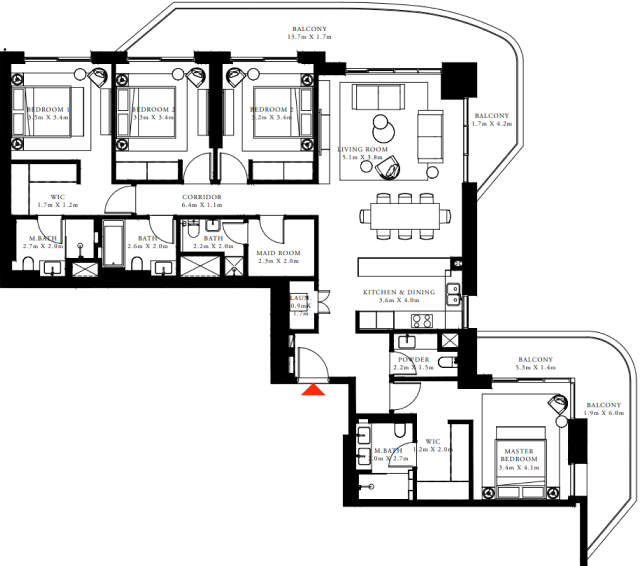 BALCONY
13.7m X 1.7m
BEDROOM 1
3.5m X 3.4m
BEDROOM 2
3.3m X 3.4m
BEDROOM 2
3.2m X 3.4m
BALCONY
1.7m X 4.2m
LIVING ROOM
5.1m X 3.8m
WIC
1.7m X 1.2m
CORRIDOR
6.4m X 1.1m
M.BATH
2.7m X 2.0m
BATH
2.6m X 2.0m
BATH
2.2m X 2.0m
MAID ROOM
2.3m X 2.0m
KITCHEN & DINING
3.6m X 4.0m
LAUN.
0.9m X
1.7m
POWDER
2.2m X 1.5m
BALCONY
5.3m X 1.4m
BALCONY
1.9m X 6.0m
M.BATH
2.0m X 2.7m
WIC
1.2m X 2.0m
MASTER
BEDROOM
3.4m X 4.1m